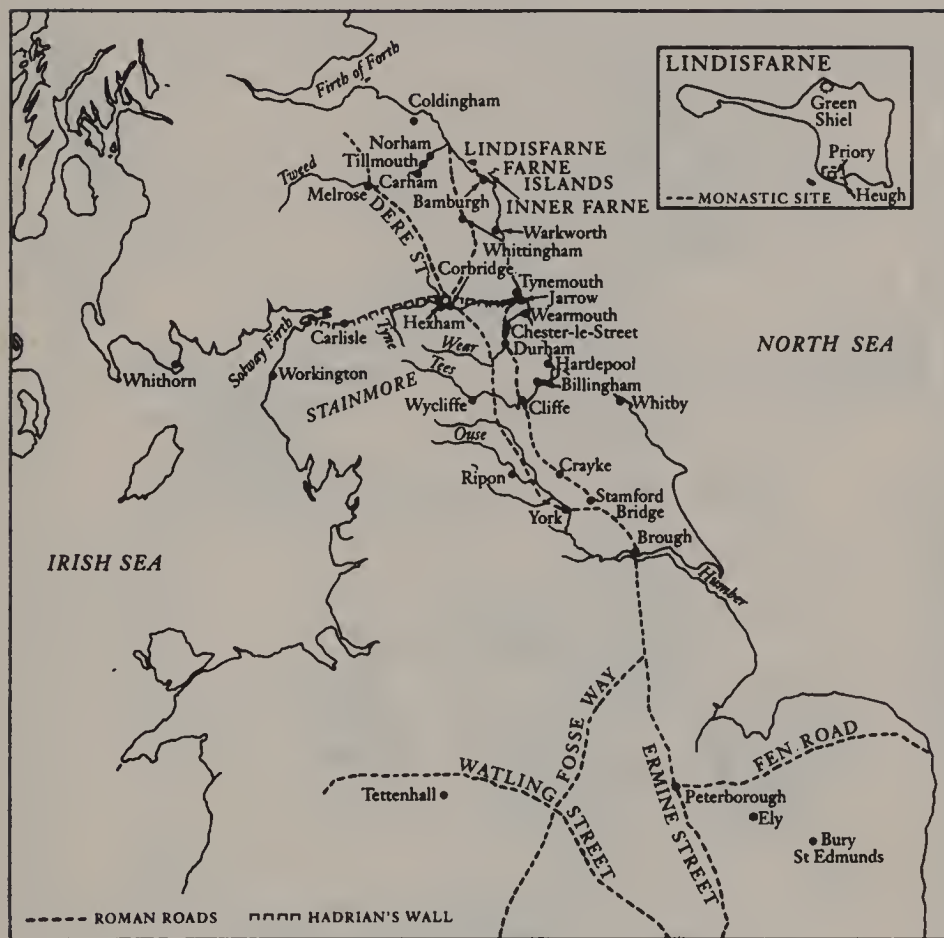 Firth of Forth
Coldingham
LINDISFARNE
Green
Shiel
Priory
Heugh
MONASTIC SITE
Norham
Tillmouth
Carham
Tweed
Melrose
LINDISFARNE
FARNE
ISLANDS
Bamburgh
INNER FARNE
DERE ST
Warkworth
Whittingham
Corbridge
Tynemouth
Jarrow
Wearmouth
Hexham
Chester-le-Street
Solway Firth
Carlisle
Tyne
Wear
Durham
NORTH SEA
Whithorn
Workington
Tees
Hartlepool
Billingham
STAINMORE
Wycliffe
Cliffe
Whitby
Ouse
Ripon
Crayke
Stamford
Bridge
York
Brough
IRISH SEA
Humber
FOSSE WAY
ERMINE STREET
FEN ROAD
WATLING STREET
Tettenhall
Peterborough
Ely
Bury
St Edmunds
ROMAN ROADS
HADRIAN'S WALL